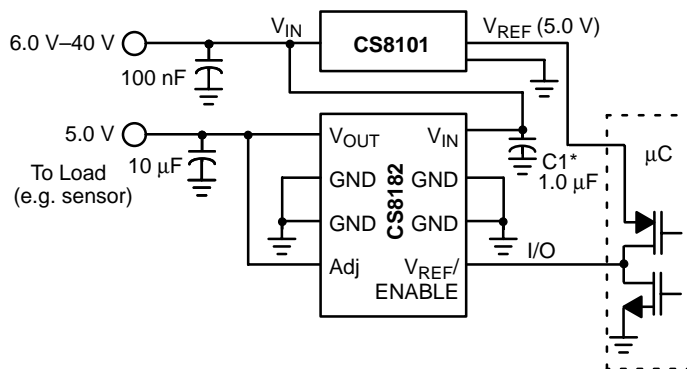 6.0 V–40 V
V_IN
CS8101
V_REF (5.0 V)
100 nF
5.0 V
10 μF
To Load
(e.g. sensor)
V_OUT
GND
GND
Adj
CS8182
V_IN
GND
GND
V_REF/
ENABLE
C1*
1.0 μF
I/O
μC